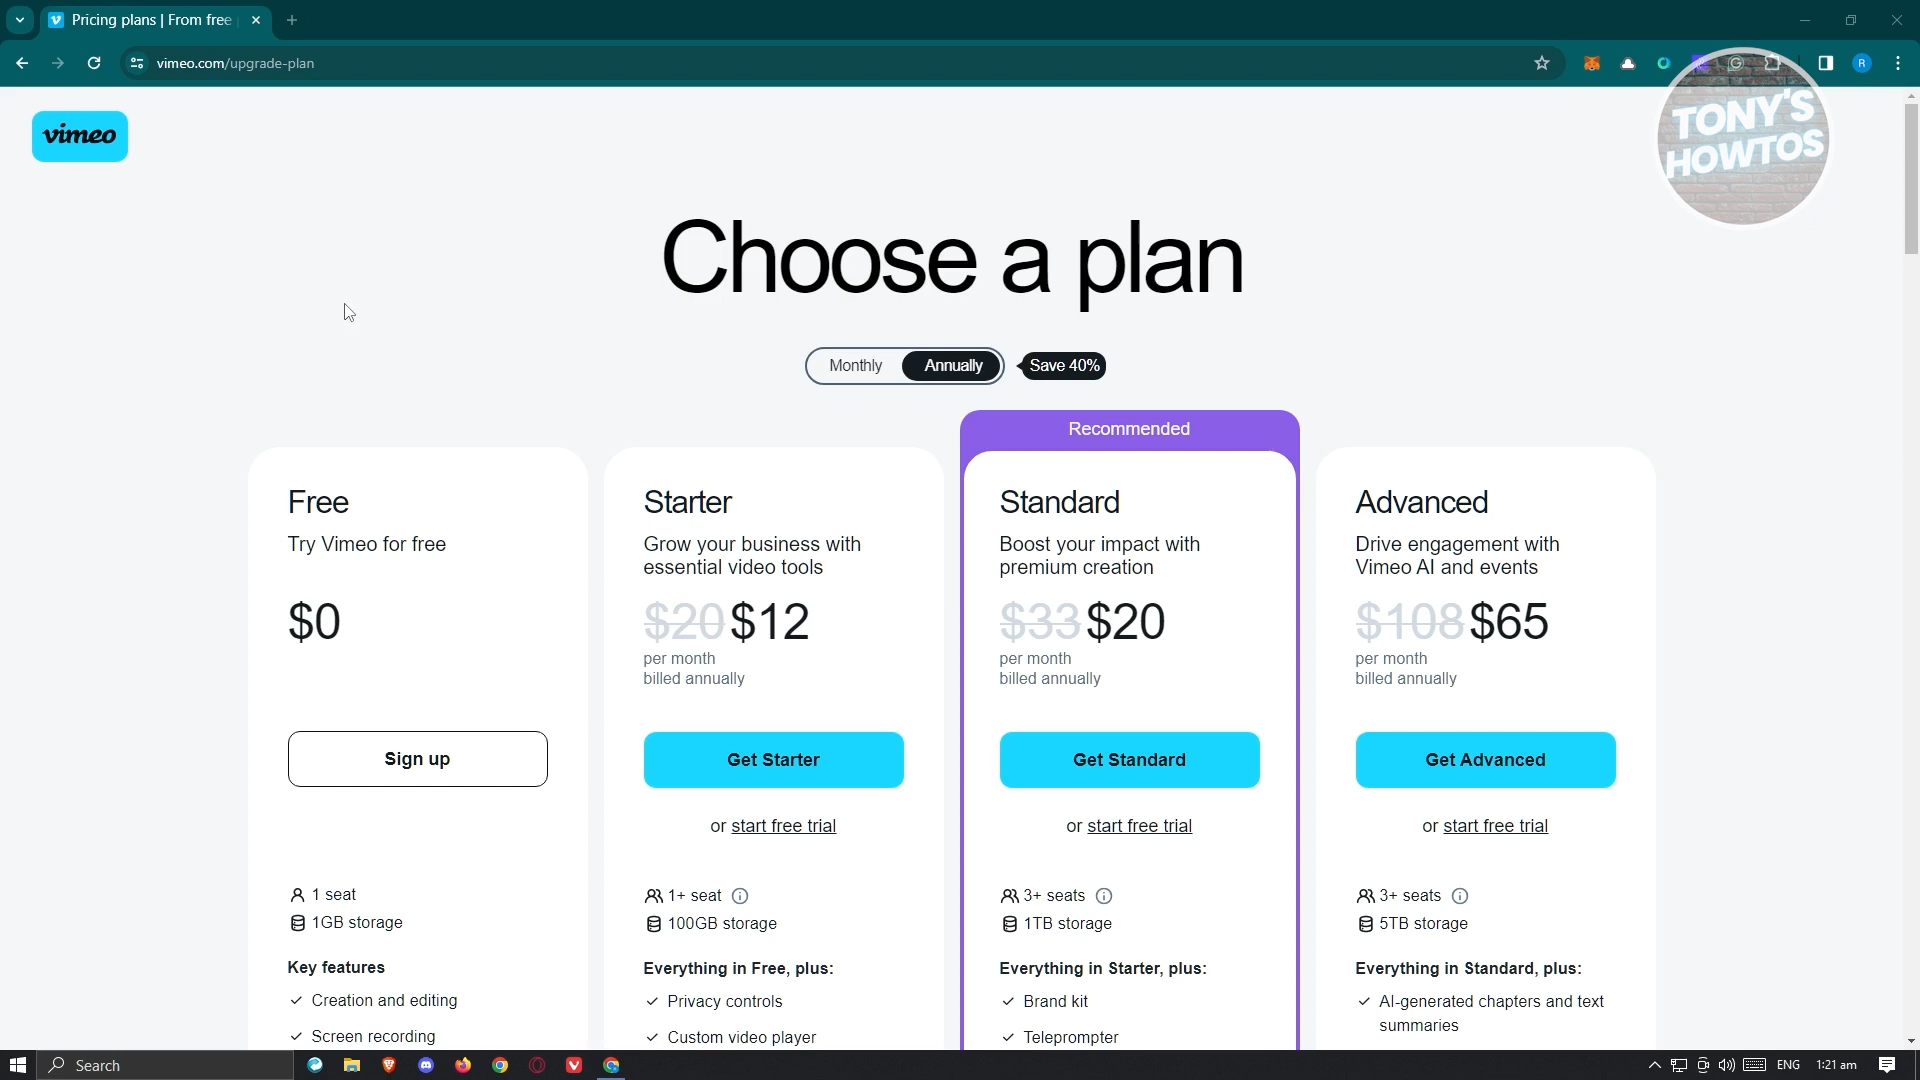 Pricing plans | From free
vimeo.com/upgrade-plan
R
TONY'S
HOWTOS
vimeo
Choose a plan
Monthly Annually Save 40%
Recommended
Free
Try Vimeo for free
$0
Sign up
1 seat
1GB storage
Key features
Creation and editing
Screen recording
Starter
Grow your business with
essential video tools
$20 $12
per month
billed annually
Get Starter
or start free trial
1+ seat
100GB storage
Everything in Free, plus:
Privacy controls
Custom video player
Standard
Boost your impact with
premium creation
$33 $20
per month
billed annually
Get Standard
or start free trial
3+ seats
1TB storage
Everything in Starter, plus:
Brand kit
Teleprompter
Advanced
Drive engagement with
Vimeo AI and events
$108 $65
per month
billed annually
Get Advanced
or start free trial
3+ seats
5TB storage
Everything in Standard, plus:
AI-generated chapters and text
summaries
Search
ENG 1:21 am